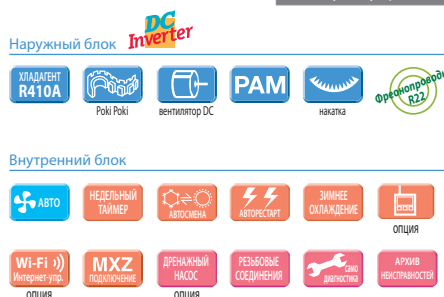 Наружный блок
DC
Inverter
ХЛАДАГЕНТ
R410A
PAM
Фреонопровод
R22
Poki Poki
вентилятор DC
накатка
Внутренний блок
АВТО
НЕДЕЛЬНЫЙ
ТАЙМЕР
АВТОСМЕНА
АВТОРЕСТАРТ
ЗИМНЕЕ
ОХЛАЖДЕНИЕ
опция
Wi-Fi
Интернет-упр.
MXZ
ПОДКЛЮЧЕНИЕ
ДРЕНАЖНЫЙ
НАСОС
РЕЗЬБОВЫЕ
СОЕДИНЕНИЯ
само
диагностика
АРХИВ
НЕИСПРАВНОСТЕЙ
опция
опция